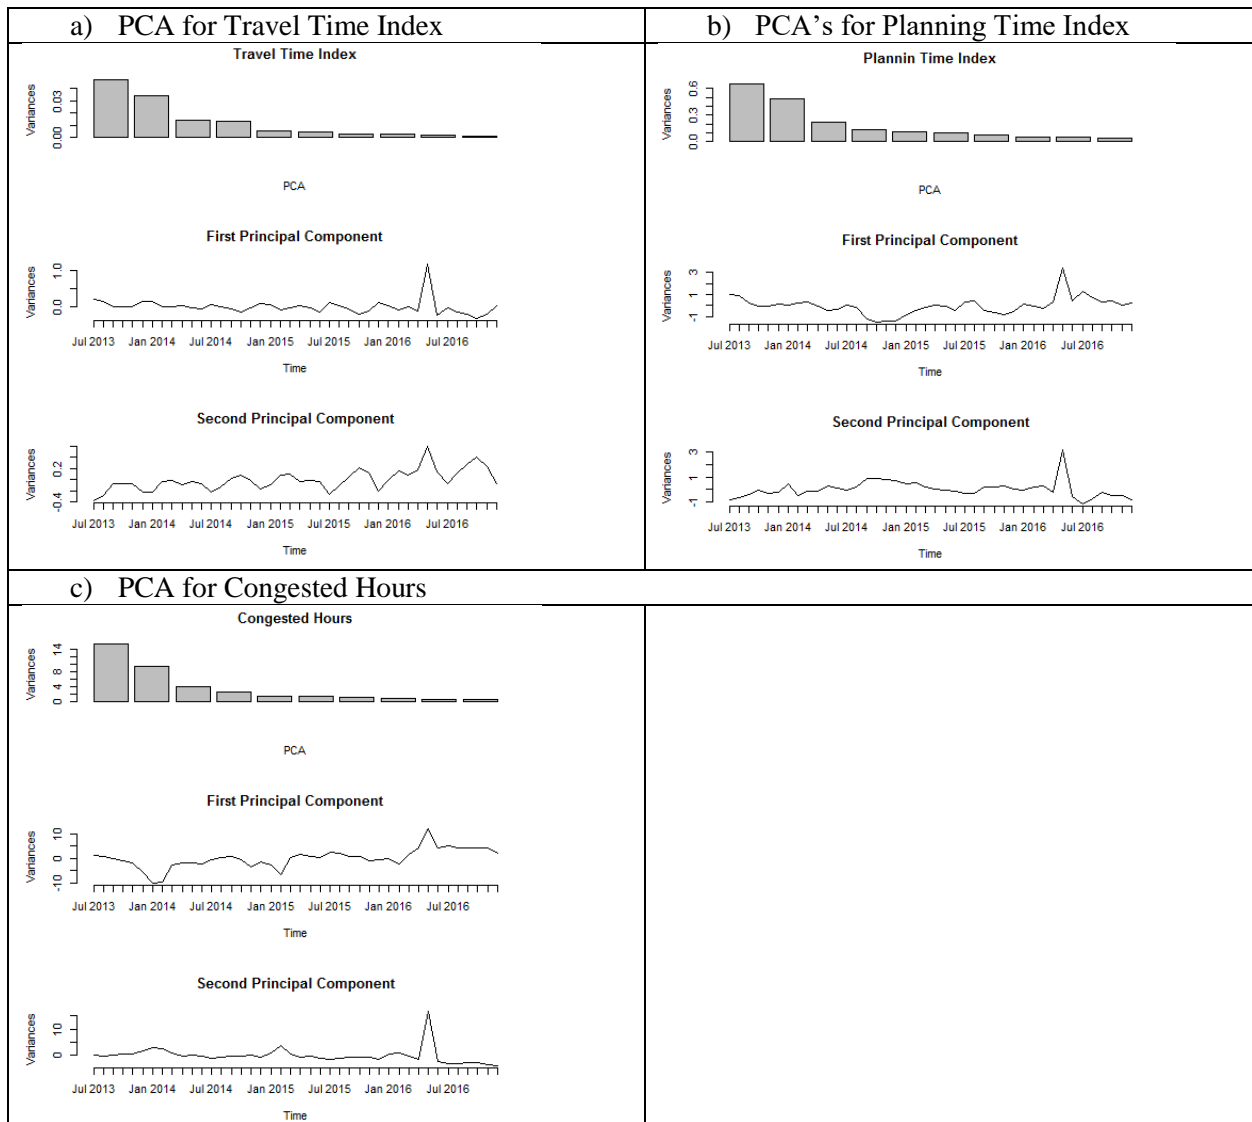 a) PCA for Travel Time Index
Travel Time Index
Variances
0.03
0.00
PCA
First Principal Component
Variances
1.0
0.0
Jul 2013 Jan 2014 Jul 2014 Jan 2015 Jul 2015 Jan 2016 Jul 2016
Time
Second Principal Component
Variances
0.2
-0.4
Jul 2013 Jan 2014 Jul 2014 Jan 2015 Jul 2015 Jan 2016 Jul 2016
Time
b) PCA's for Planning Time Index
Plannin Time Index
Variances
0.6
0.3
0.0
PCA
First Principal Component
Variances
3
1
-1
Jul 2013 Jan 2014 Jul 2014 Jan 2015 Jul 2015 Jan 2016 Jul 2016
Time
Second Principal Component
Variances
3
1
-1
Jul 2013 Jan 2014 Jul 2014 Jan 2015 Jul 2015 Jan 2016 Jul 2016
Time
c) PCA for Congested Hours
Congested Hours
Variances
14
8
4
0
PCA
First Principal Component
Variances
10
0
-10
Jul 2013 Jan 2014 Jul 2014 Jan 2015 Jul 2015 Jan 2016 Jul 2016
Time
Second Principal Component
Variances
10
0
Jul 2013 Jan 2014 Jul 2014 Jan 2015 Jul 2015 Jan 2016 Jul 2016
Time